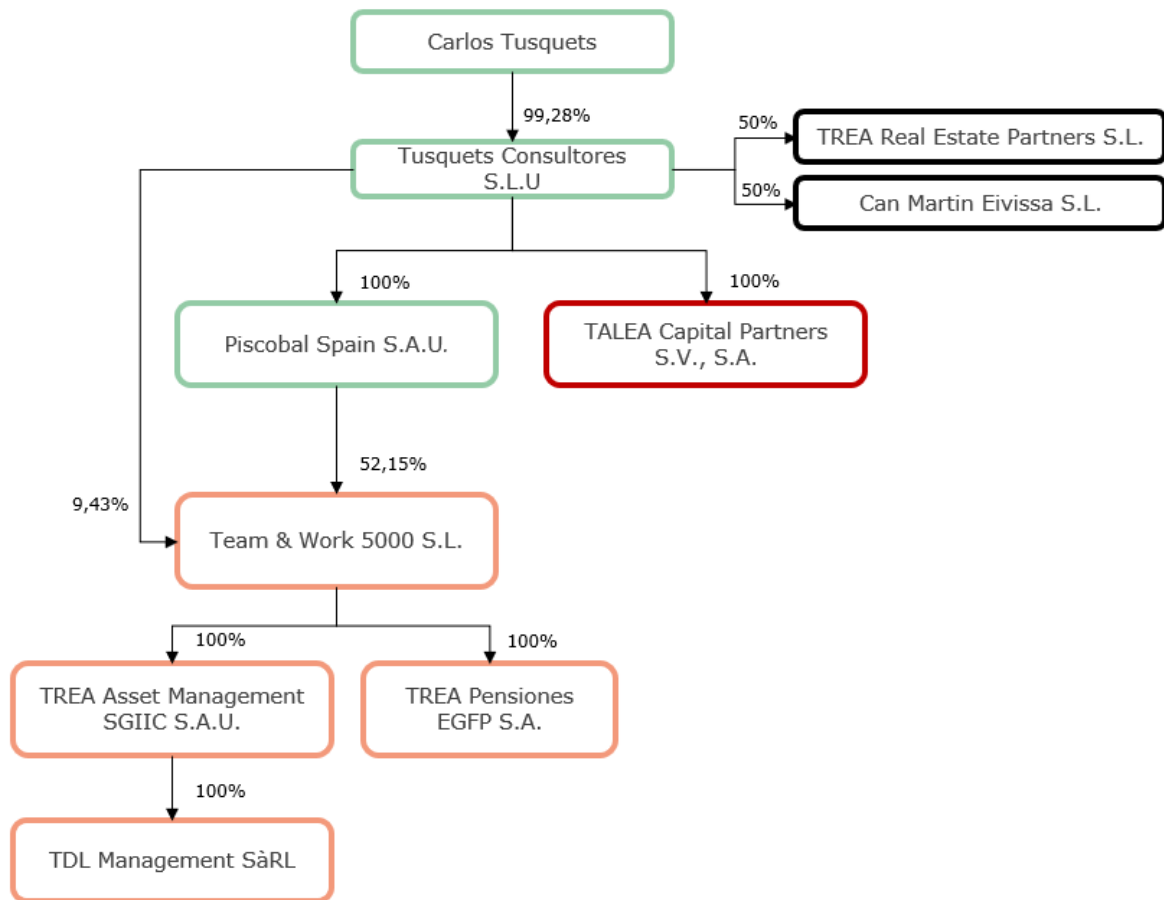 Carlos Tusquets
99,28%
Tusquets Consultores
S.L.U
50%
TREA Real Estate Partners S.L.
50%
Can Martin Eivissa S.L.
100%
100%
Piscobal Spain S.A.U.
TALEA Capital Partners
S.V., S.A.
52,15%
9,43%
Team & Work 5000 S.L.
100%
100%
TREA Asset Management
SGIIC S.A.U.
TREA Pensiones
EGFP S.A.
100%
TDL Management SàRL